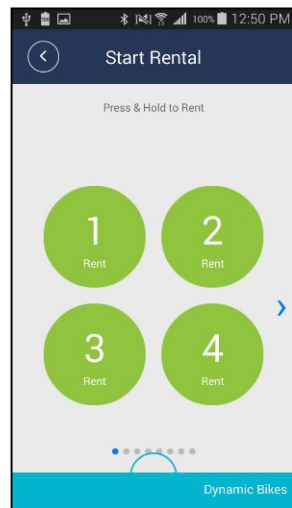 100% 12:50 PM
Start Rental
Press & Hold to Rent
1
Rent
2
Rent
3
Rent
4
Rent
Dynamic Bikes